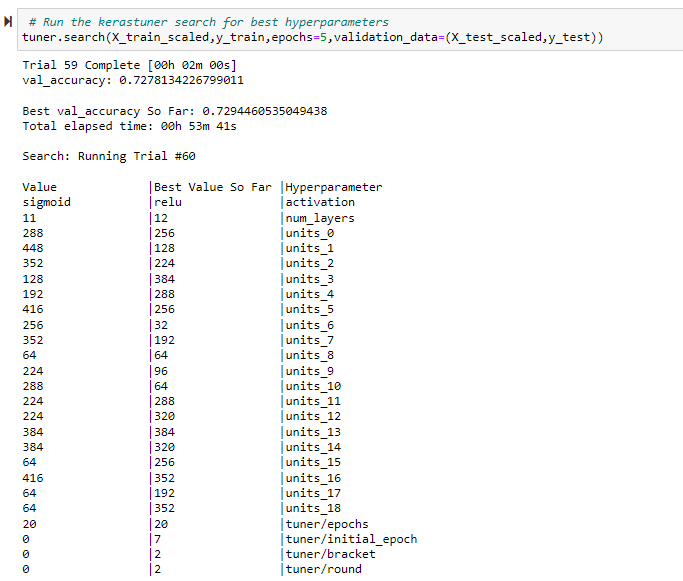 # Run the kerastuner search for best hyperparameters
tuner.search(X_train_scaled,y_train,epochs=5,validation_data=(X_test_scaled,y_test))
Trial 59 Complete [00h 02m 00s]
val_accuracy: 0.7278134226799011
Best val_accuracy So Far: 0.7294460535049438
Total elapsed time: 00h 53m 41s
Search: Running Trial #60
Value |Best Value So Far |Hyperparameter
sigmoid |relu |activation
11 |12 |num_layers
288 |256 |units_0
448 |128 |units_1
352 |224 |units_2
128 |384 |units_3
192 |288 |units_4
416 |256 |units_5
256 |32 |units_6
352 |192 |units_7
64 |64 |units_8
224 |96 |units_9
288 |64 |units_10
224 |288 |units_11
224 |320 |units_12
384 |384 |units_13
384 |320 |units_14
64 |256 |units_15
416 |352 |units_16
64 |192 |units_17
64 |352 |units_18
20 |20 |tuner/epochs
0 |7 |tuner/initial_epoch
0 |2 |tuner/bracket
0 |2 |tuner/round